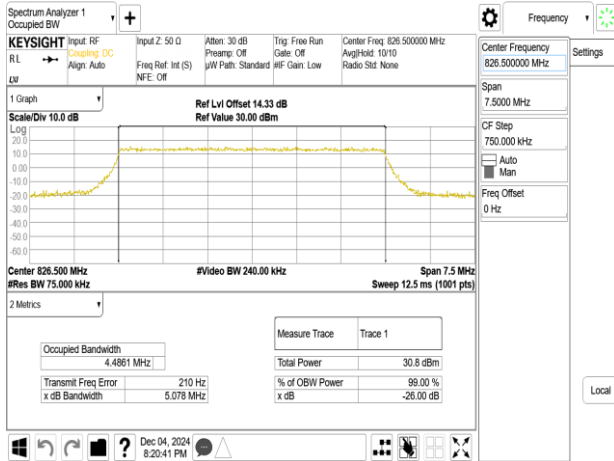 Spectrum Analyzer 1
Occupied BW
Frequency
KEYSIGHT
RL
Input: RF
Coupling: DC
Align: Auto
Input Z: 50 Ω
Freq Ref: Int (S)
NFE: Off
Atten: 30 dB
Preamp: Off
µW Path: Standard
Trig: Free Run
Gate: Off
#IF Gain: Low
Center Freq: 826.500000 MHz
Avg|Hold: 10/10
Radio Std: None
Center Frequency
826.500000 MHz
Settings
Span
7.5000 MHz
CF Step
750.000 kHz
Auto
Man
Freq Offset
0 Hz
Local
1 Graph
Scale/Div 10.0 dB
Ref Lvl Offset 14.33 dB
Ref Value 30.00 dBm
Log
20.0
10.0
0.00
-10.0
-20.0
-30.0
-40.0
-50.0
-60.0
Center 826.500 MHz
#Video BW 240.00 kHz
Span 7.5 MHz
#Res BW 75.000 kHz
Sweep 12.5 ms (1001 pts)
2 Metrics
Measure Trace Trace 1
Occupied Bandwidth
4.4861 MHz
Total Power 30.8 dBm
Transmit Freq Error 210 Hz
% of OBW Power 99.00 %
x dB Bandwidth 5.078 MHz
x dB -26.00 dB
Dec 04, 2024
8:20:41 PM